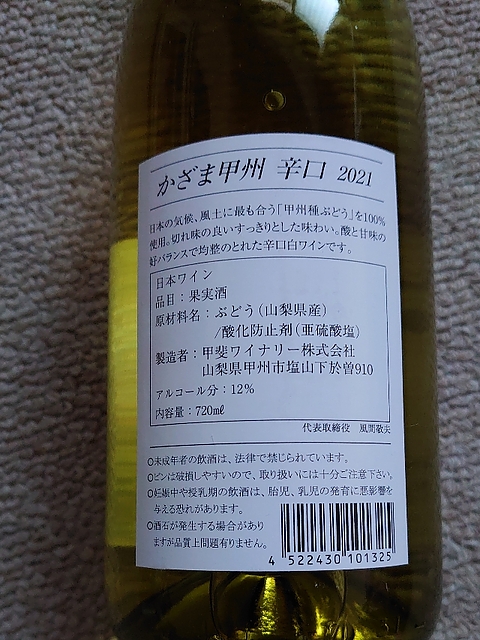 かざま甲州 辛口 2021
日本の気候、風土に最も合う「甲州種ぶどう」を100%
使用。切れ味の良いすっきりとした味わい。酸と甘味の
好バランスで均整のとれた辛口白ワインです。
日本ワイン
品目：果実酒
原材料名：ぶどう（山梨県産）
/酸化防止剤（亜硫酸塩）
製造者：甲斐ワイナリー株式会社
山梨県甲州市塩山下於曽910
アルコール分：12%
内容量：720mℓ
代表取締役 風間敬夫
○未成年者の飲酒は、法律で禁じられています。
○ビンは破損しやすいので、取り扱いには十分ご注意下さい。
○妊娠中や授乳期の飲酒は、胎児、乳児の発育に悪影響を
与える恐れがあります。
○酒石が発生する場合があり
ますが品質上問題有りません。
4 522430 101325